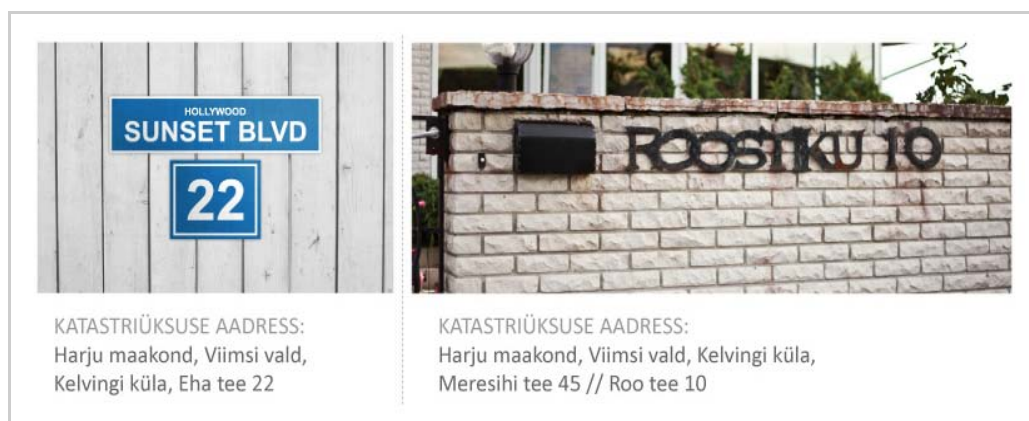 HOLLYWOOD
SUNSET BLVD
22
ROOSTIKU 10
KATASTRIÜKSUSE AADRESS:
Harju maakond, Viimsi vald,
Kelvingi küla, Eha tee 22
KATASTRIÜKSUSE AADRESS:
Harju maakond, Viimsi vald, Kelvingi küla,
Meresihi tee 45 // Roo tee 10